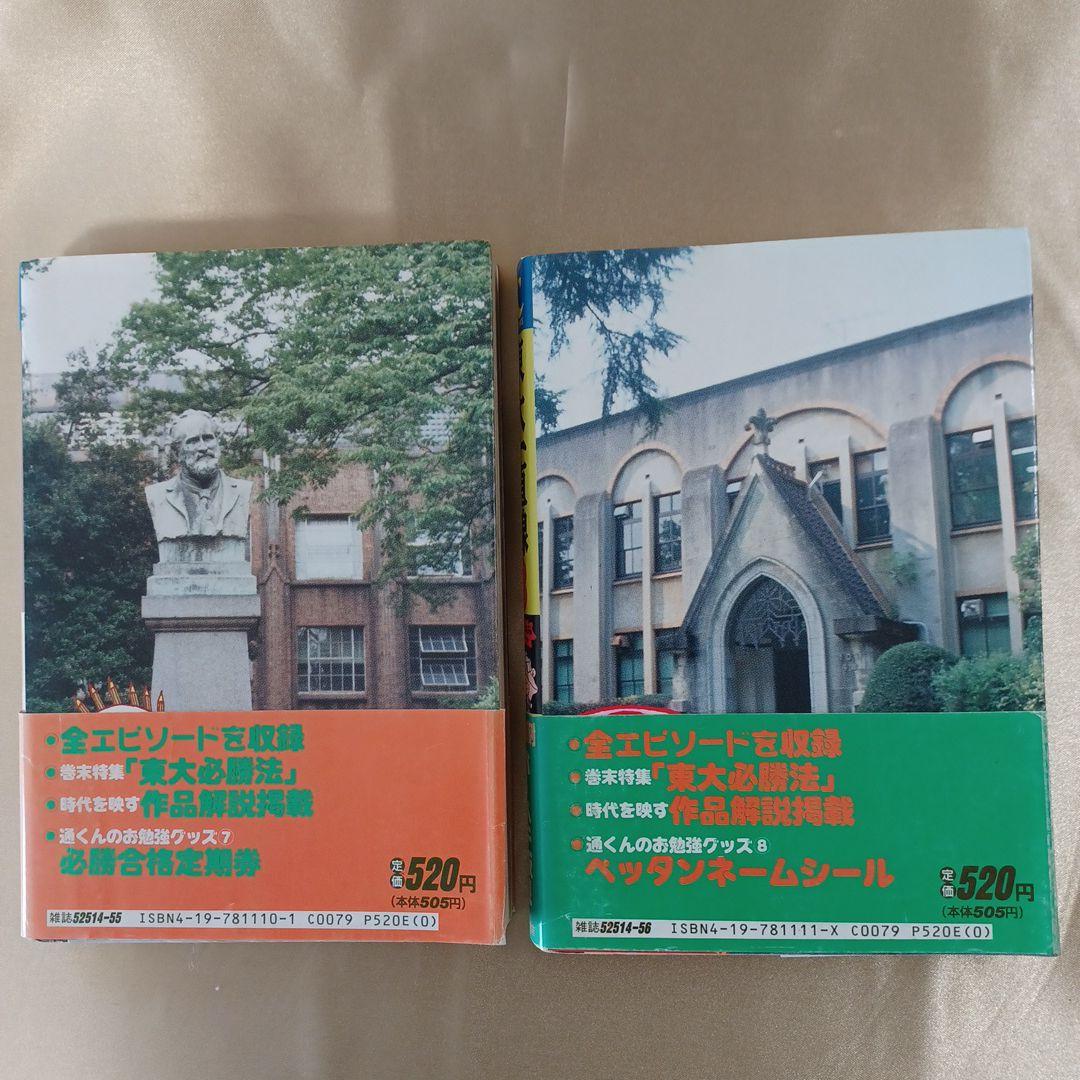 ・全エピソードを収録
・巻末特集「東大必勝法」
・時代を映す作品解説掲載
・通くんのお勉強グッズ⑦
必勝合格定期券
定価520円
(本体505円)
雑誌52514-55 ISBN4-19-781110-1 C0079 P520E(0)
・全エピソードを収録
・巻末特集「東大必勝法」
・時代を映す作品解説掲載
・通くんのお勉強グッズ8
ペッタンネームシール
定価520円
(本体505円)
雑誌52514-56 ISBN4-19-781111-X C0079 P520E(0)